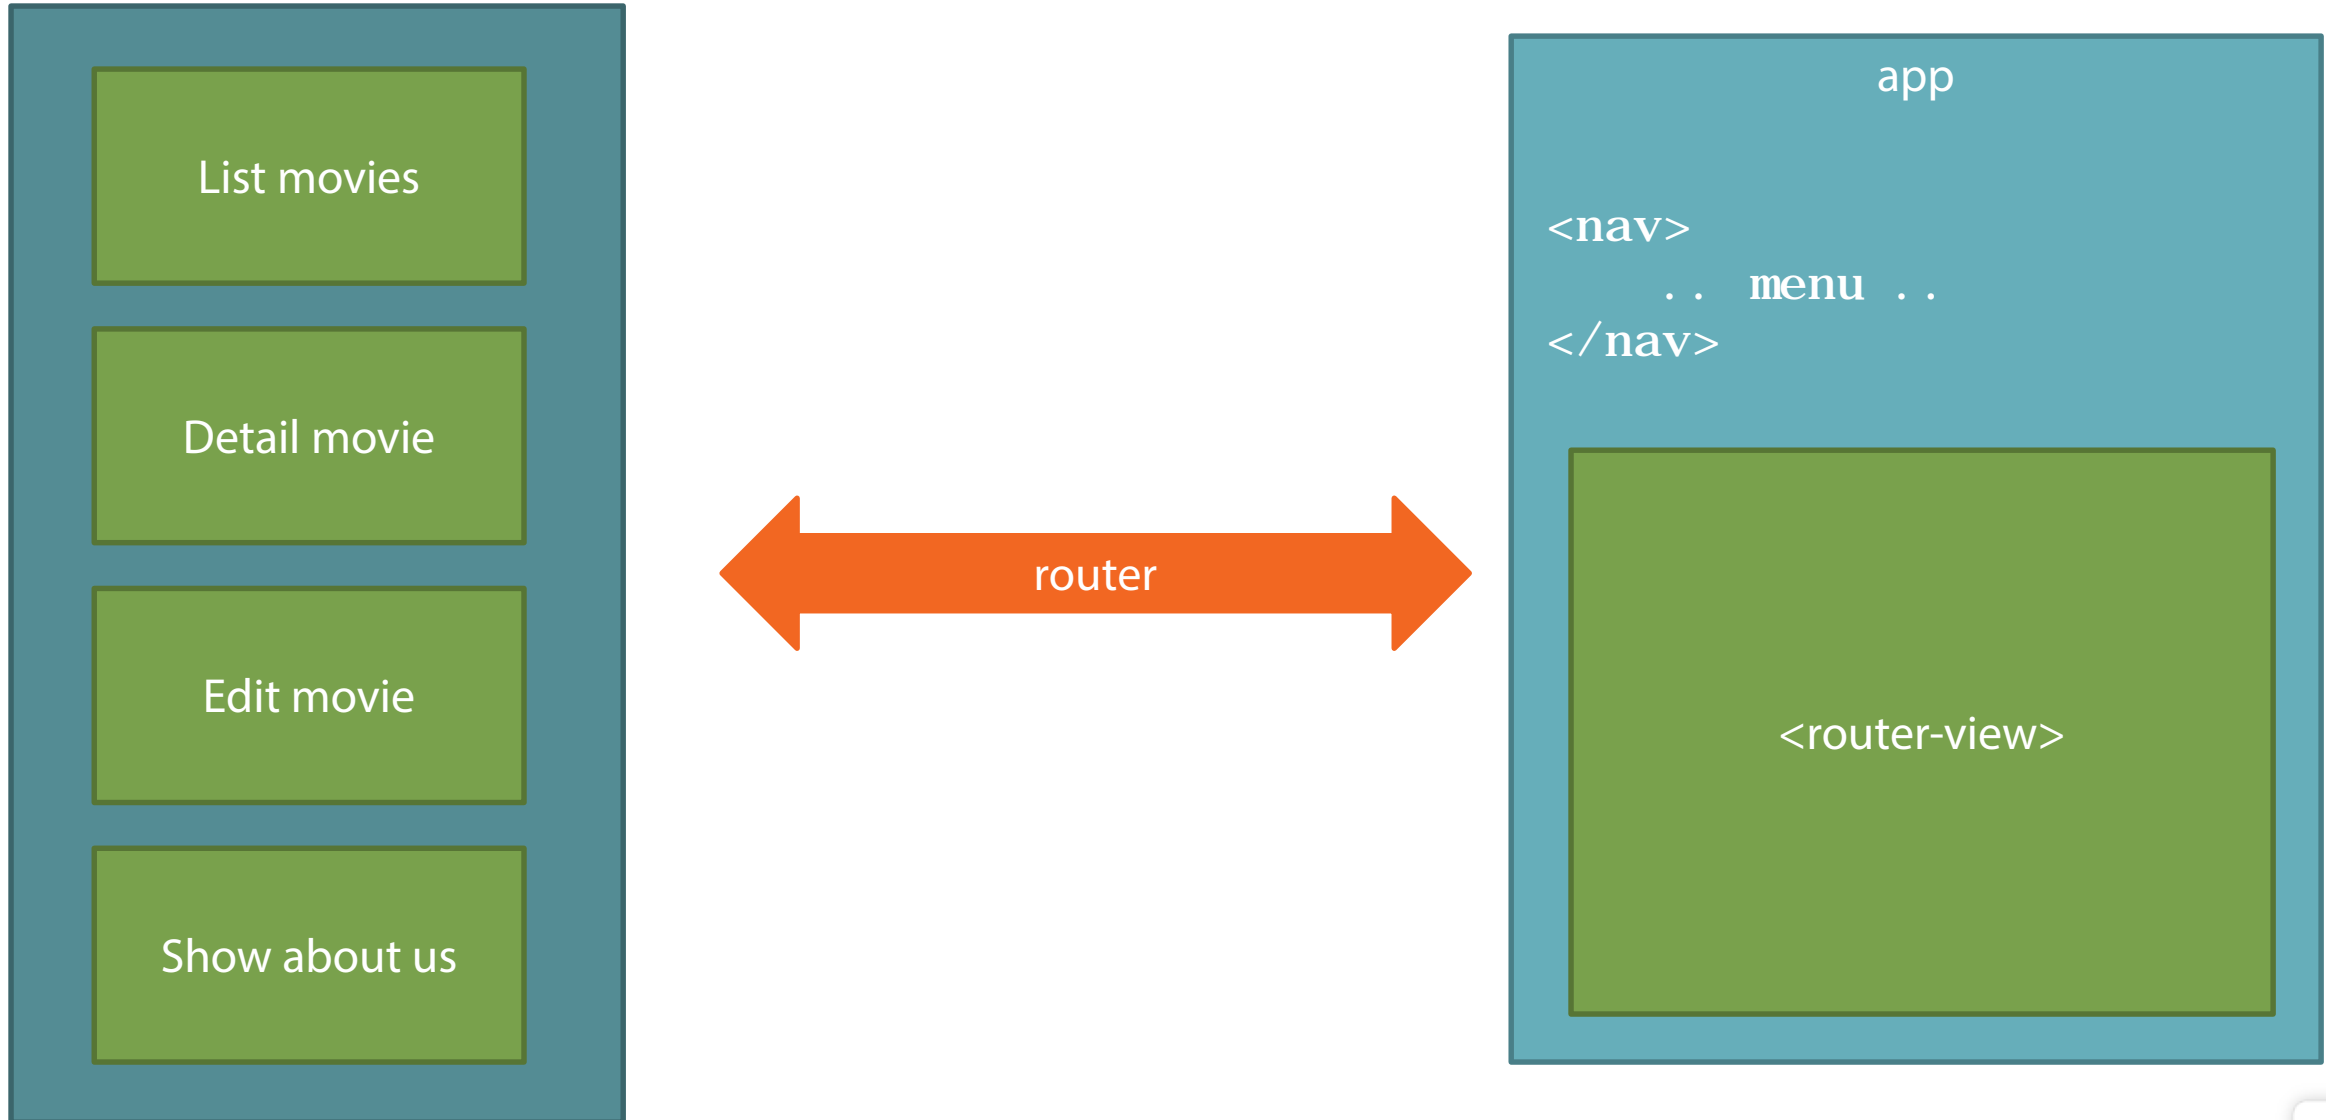 List movies
Detail movie
Edit movie
Show about us
router
app
<nav>
.. menu ..
</nav>
<router-view>